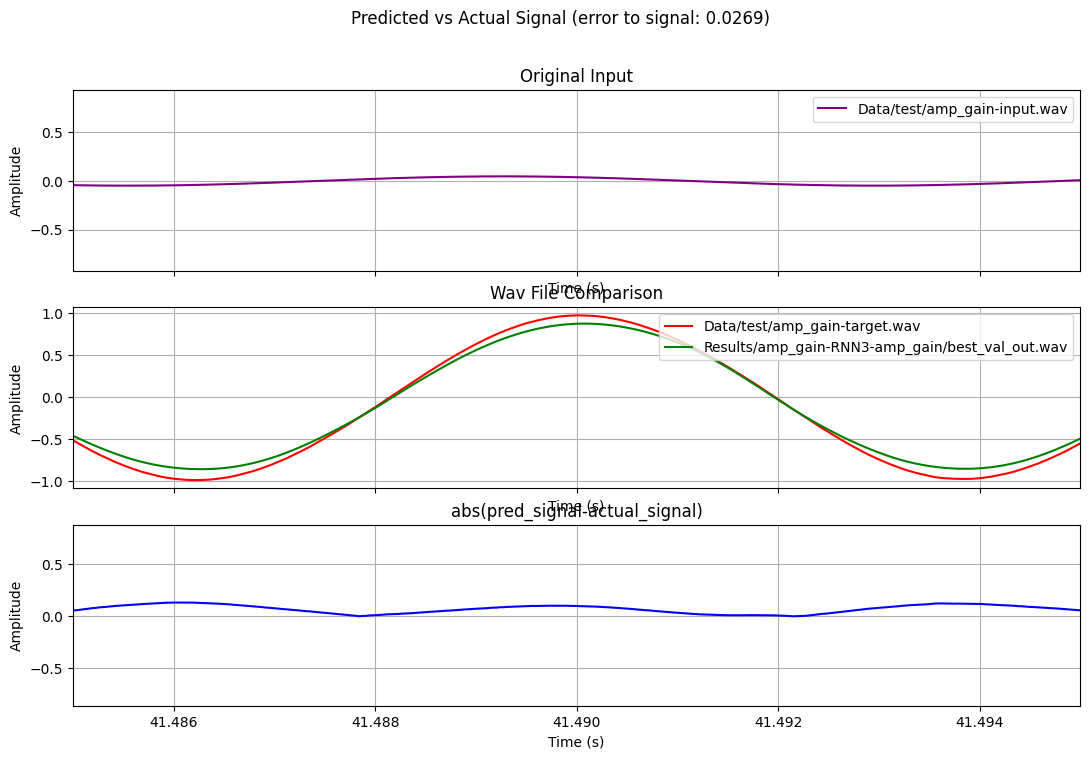 Predicted vs Actual Signal (error to signal: 0.0269)
Original Input
Data/test/amp_gain-input.wav
0.5
0.0
−0.5
Amplitude
Time (s)
Wav File Comparison
Data/test/amp_gain-target.wav
Results/amp_gain-RNN3-amp_gain/best_val_out.wav
1.0
0.5
0.0
−0.5
−1.0
Amplitude
Time (s)
abs(pred_signal-actual_signal)
0.5
0.0
−0.5
Amplitude
41.486 41.488 41.490 41.492 41.494
Time (s)